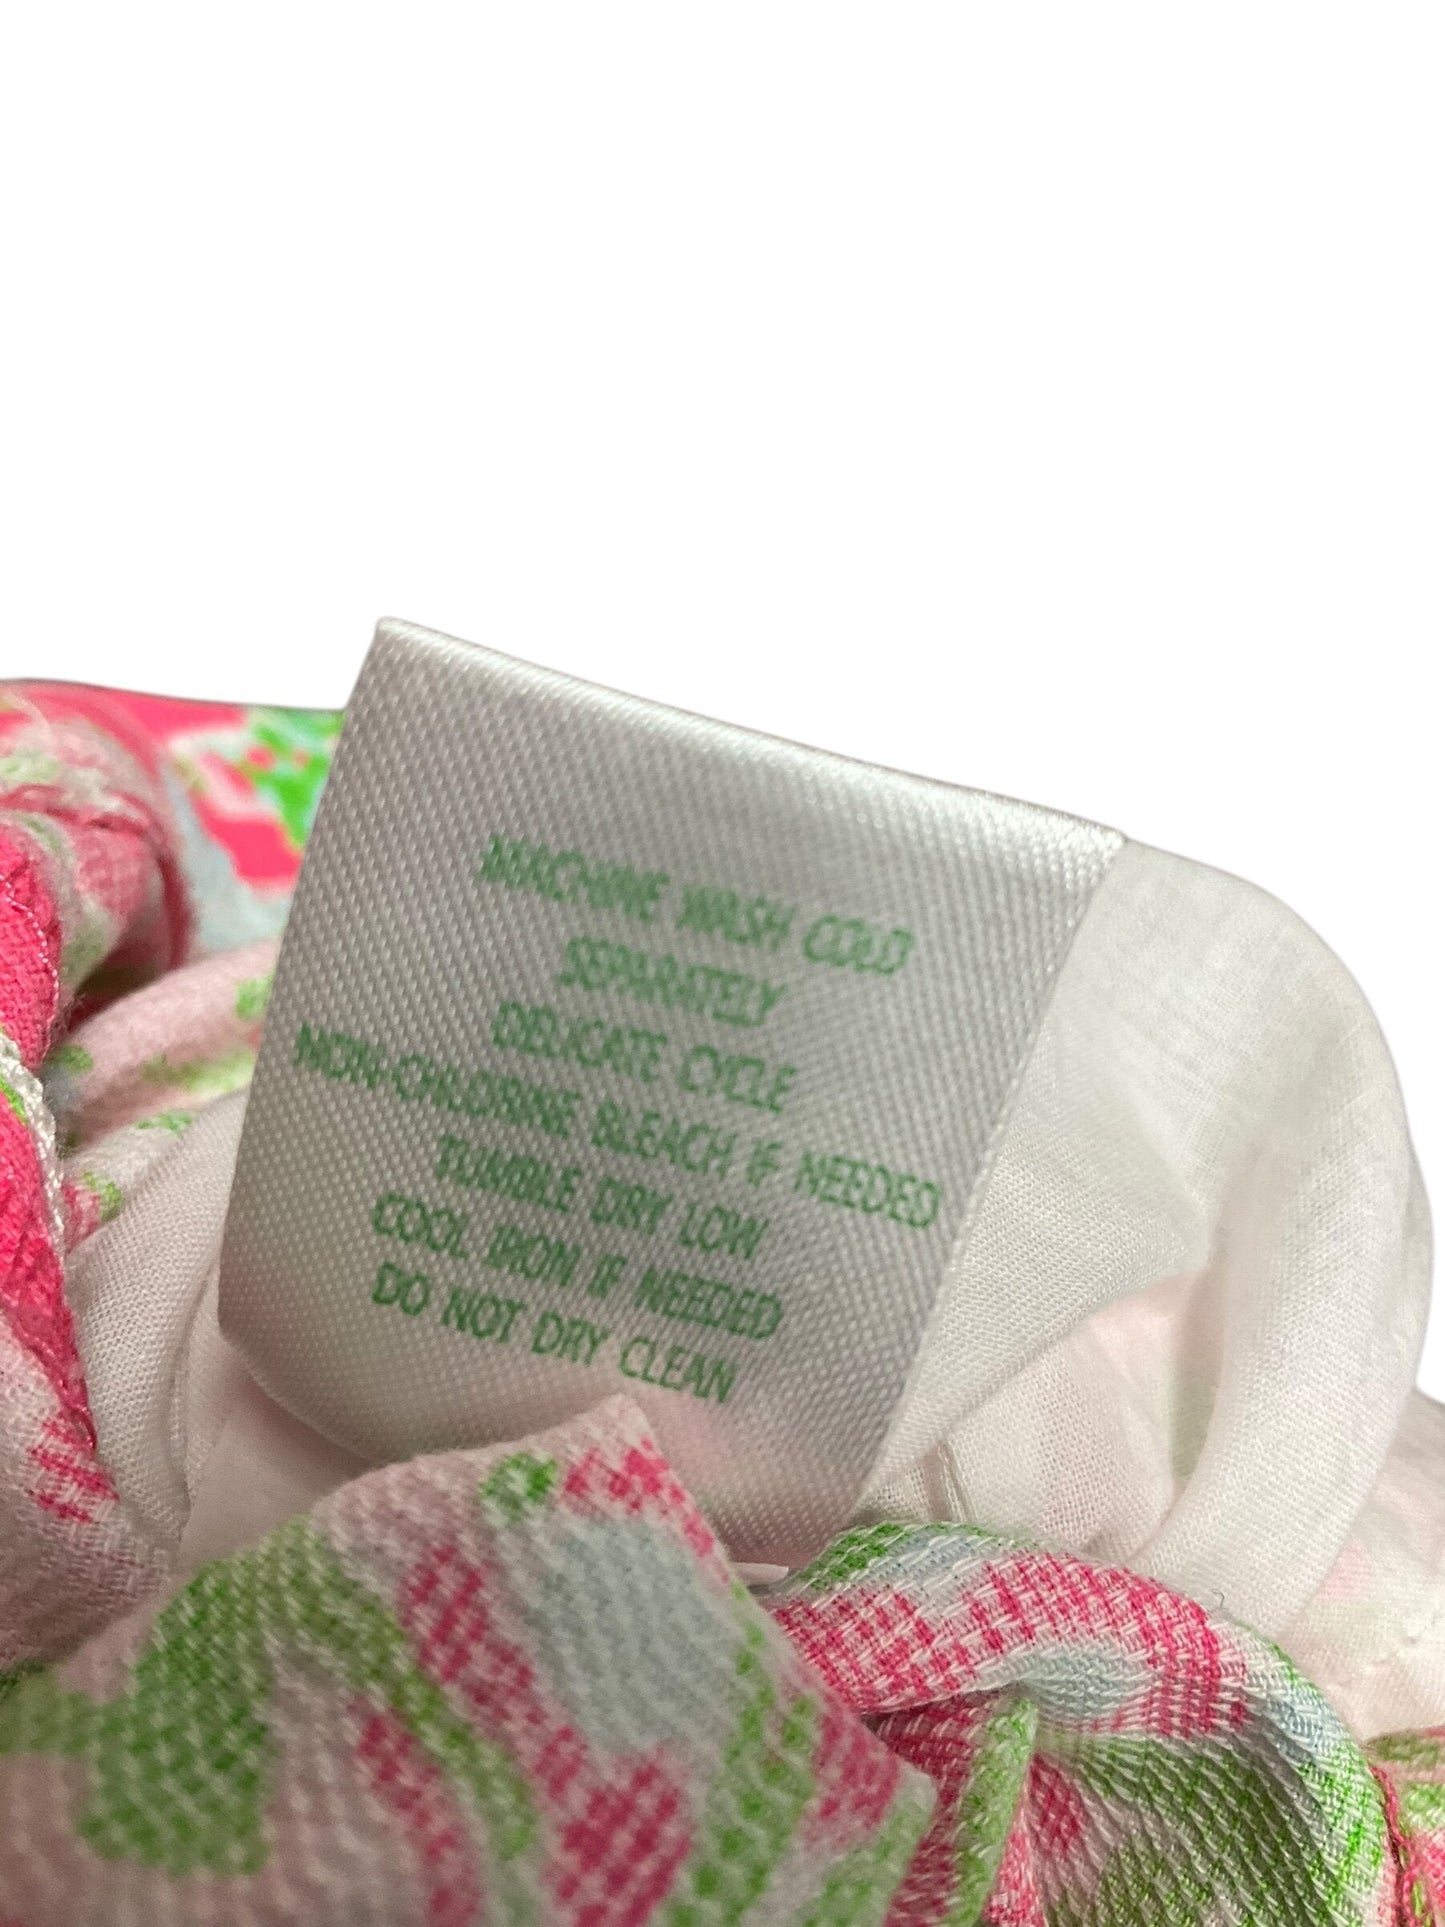 MACHINE WASH COLD
SEPARATELY
DELICATE CYCLE
NON-CHLORINE BLEACH IF NEEDED
TUMBLE DRY LOW
COOL IRON IF NEEDED
DO NOT DRY CLEAN